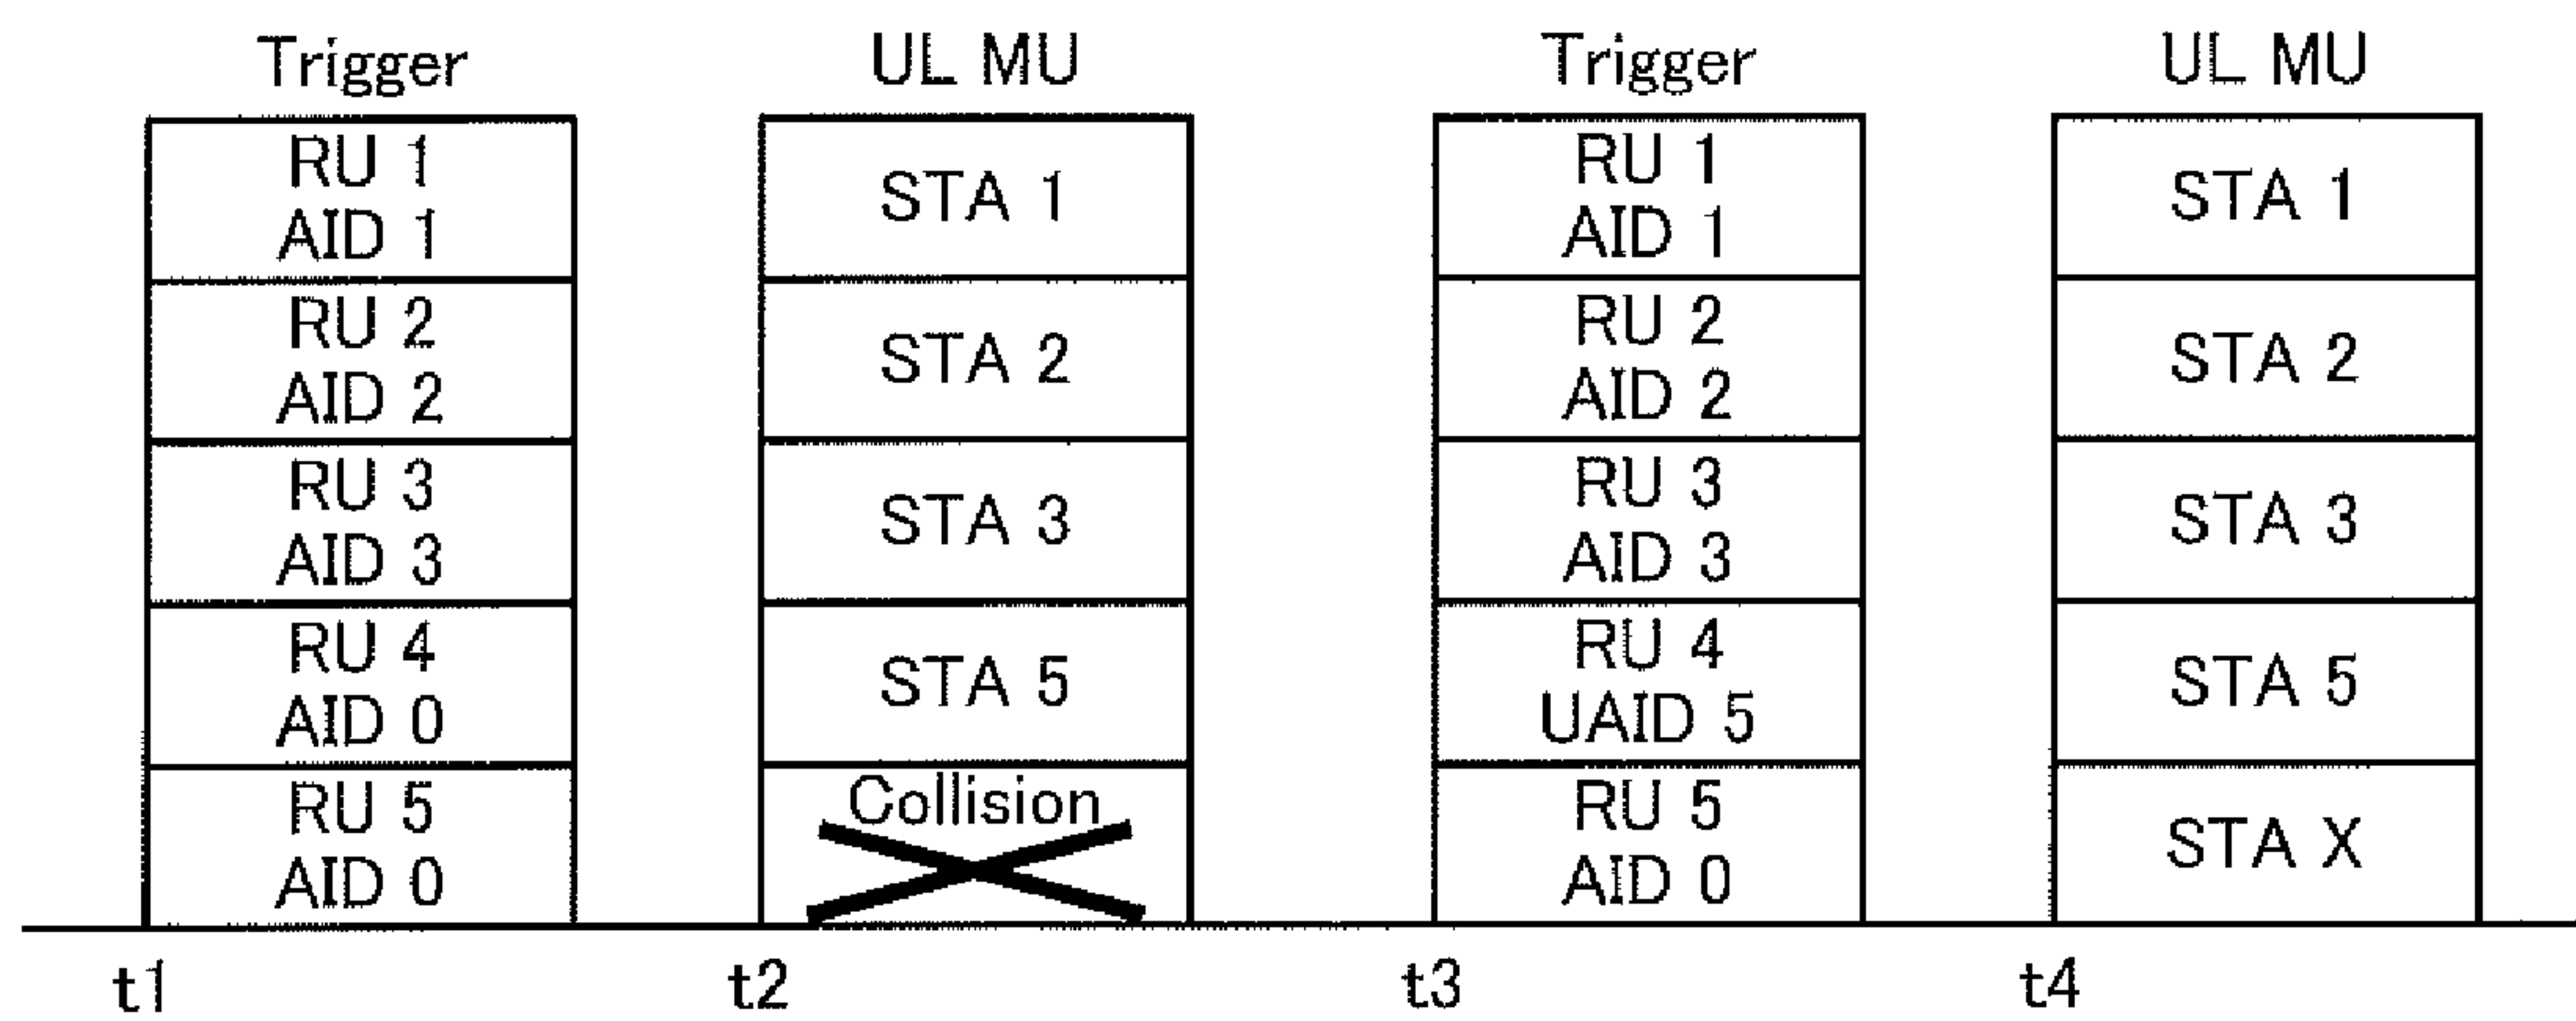 Trigger
RU 1
AID 1
RU 2
AID 2
RU 3
AID 3
RU 4
AID 0
RU 5
AID 0
UL MU
STA 1
STA 2
STA 3
STA 5
Collision
Trigger
RU 1
AID 1
RU 2
AID 2
RU 3
AID 3
RU 4
UAID 5
RU 5
AID 0
UL MU
STA 1
STA 2
STA 3
STA 5
STA X
t1
t2
t3
t4